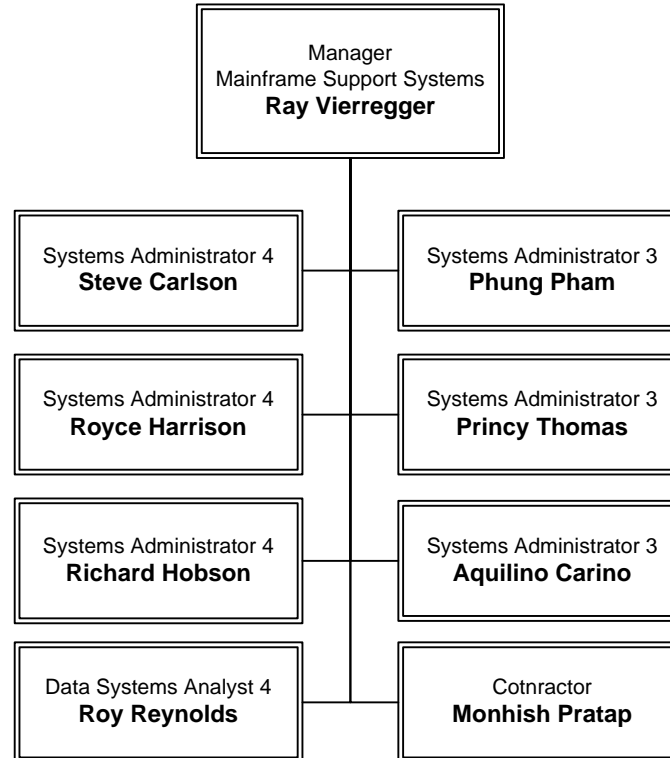 Manager
Mainframe Support Systems
Ray Vierregger
Systems Administrator 4
Steve Carlson
Systems Administrator 3
Phung Pham
Systems Administrator 4
Royce Harrison
Systems Administrator 3
Princy Thomas
Systems Administrator 4
Richard Hobson
Systems Administrator 3
Aquilino Carino
Data Systems Analyst 4
Roy Reynolds
Cotnractor
Monhish Pratap